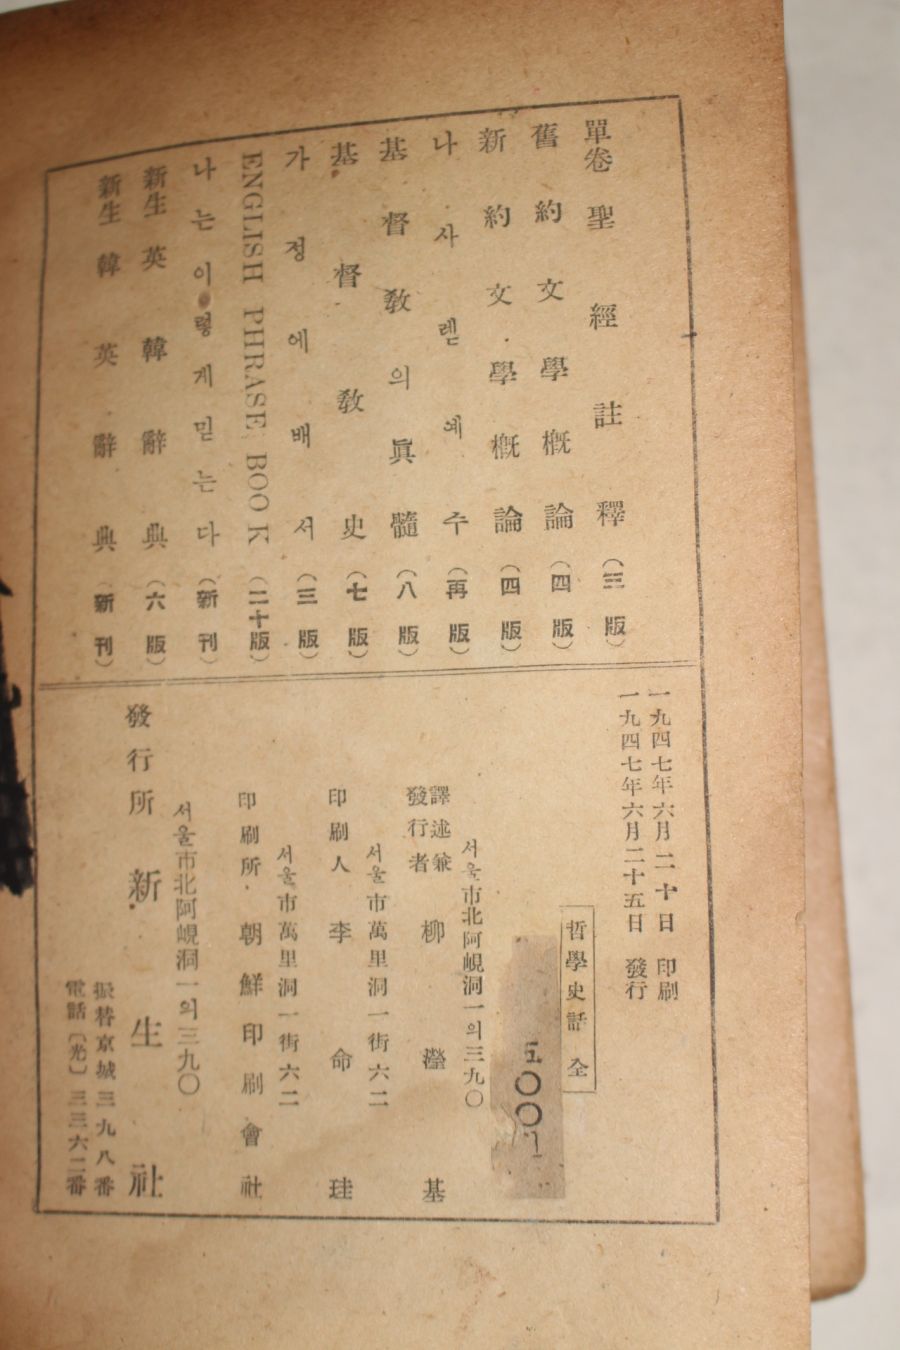 單卷聖經註釋（三版）
舊約文學槪論（四版）
新約文學槪論（四版）
나사렛예수（再版）
基督敎의眞髓（八版）
基督敎史（七版）
가정에배서（三版）
ENGLISH PHRASE BOOK（二十版）
나는이렇게믿는다（新刊）
新生英韓辭典（六版）
新生韓英辭典（新刊）
一九四七年六月二十日 印刷
一九四七年六月二十五日 發行
哲學史話 全
서울市北阿峴洞一의三九〇
譯述兼
發行者 柳瀅基
서울市萬里洞一街六二
印刷人 李命珪
서울市萬里洞一街六二
印刷所 朝鮮印刷會社
서울市北阿峴洞一의三九〇
發行所 新生社
振替京城三九八番
電話〔光〕三三六二番